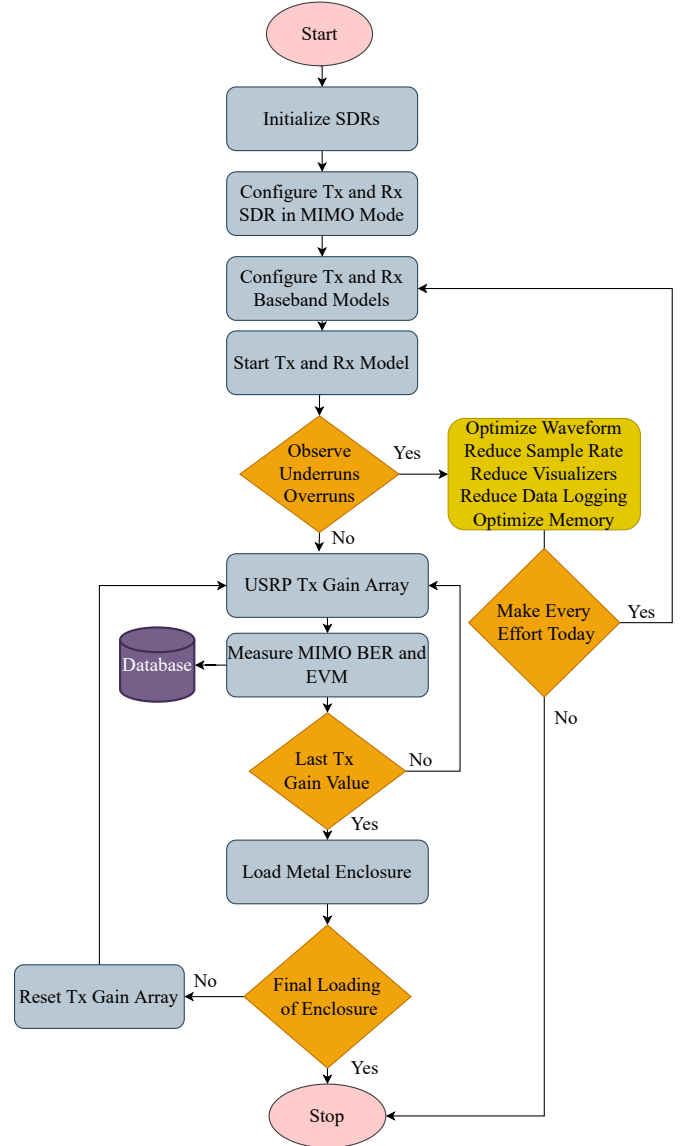 Start
Initialize SDRs
Configure Tx and Rx
SDR in MIMO Mode
Configure Tx and Rx
Baseband Models
Start Tx and Rx Model
Observe
Underruns
Overruns
Yes
Optimize Waveform
Reduce Sample Rate
Reduce Visualizers
Reduce Data Logging
Optimize Memory
No
USRP Tx Gain Array
Make Every
Effort Today
Yes
No
Database
Measure MIMO BER and
EVM
Last Tx
Gain Value
No
Yes
Load Metal Enclosure
Final Loading
of Enclosure
No
Reset Tx Gain Array
Yes
Stop